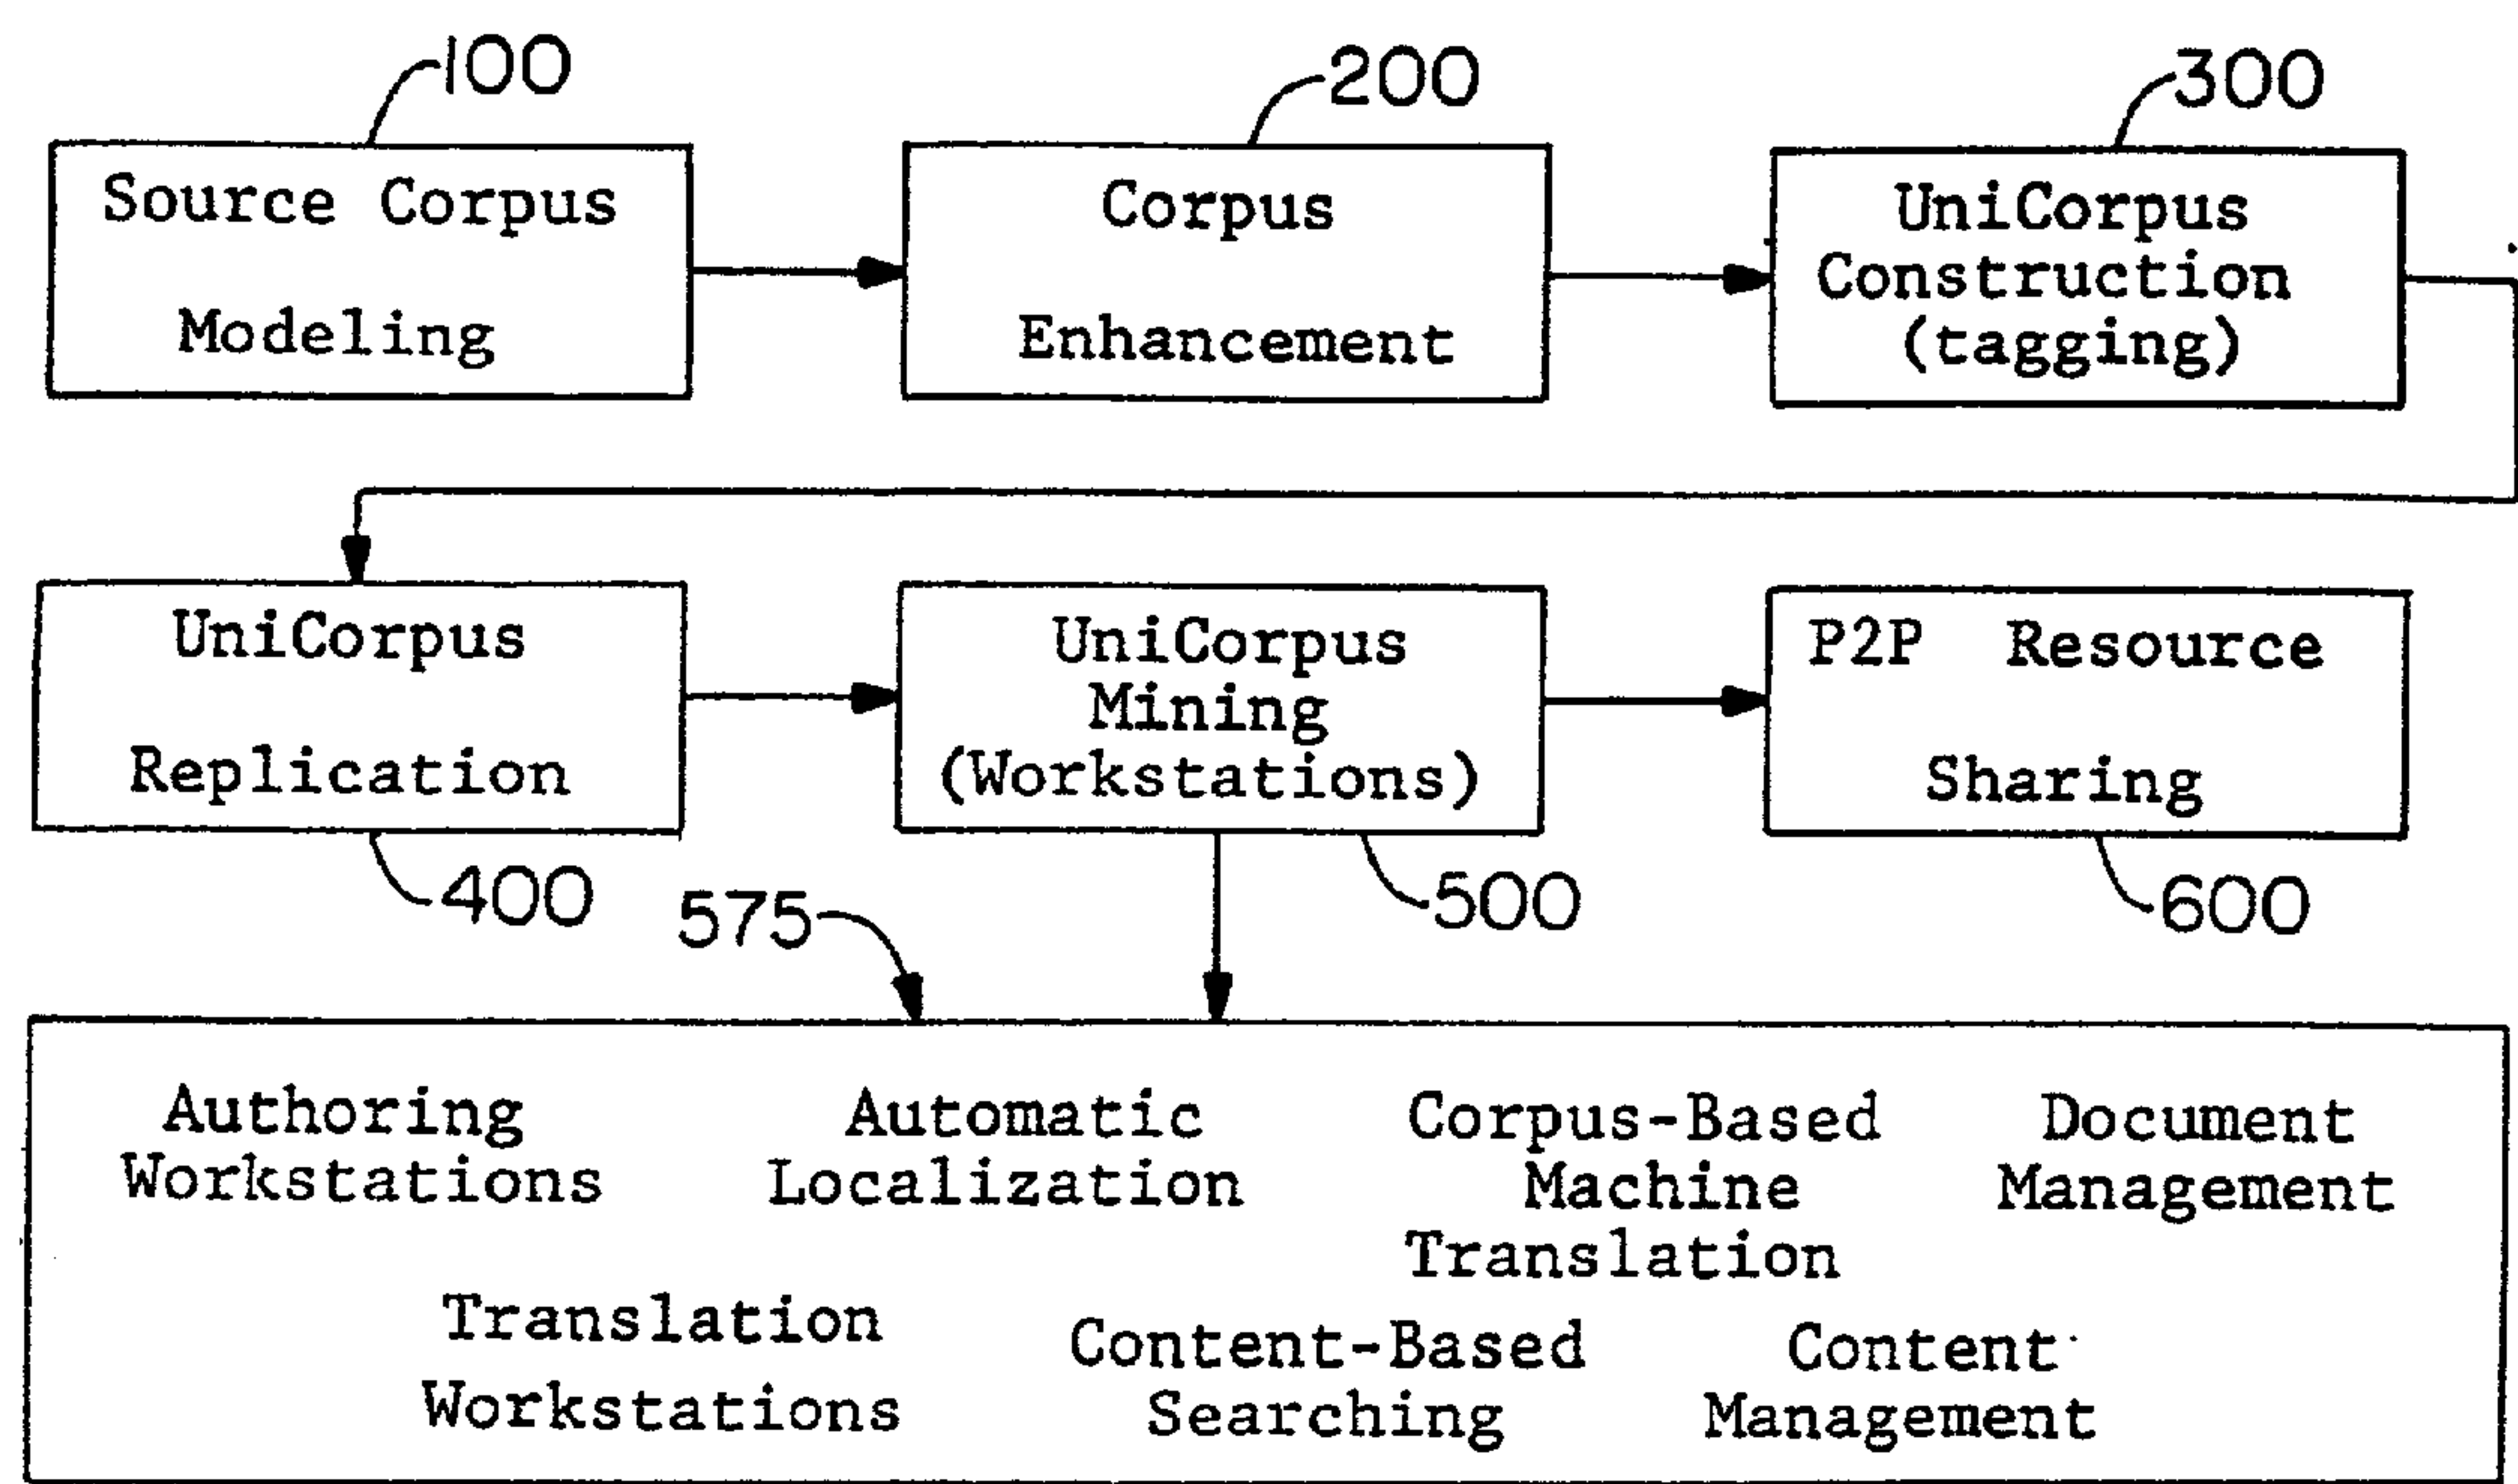 100
200
300
Source Corpus
Modeling
Corpus
Enhancement
UniCorpus
Construction
(tagging)
UniCorpus
Replication
UniCorpus
Mining
(Workstations)
P2P Resource
Sharing
400
575
500
600
Authoring
Workstations
Automatic
Localization
Corpus-Based
Machine
Translation
Document
Management
Translation
Workstations
Content-Based
Searching
Content
Management